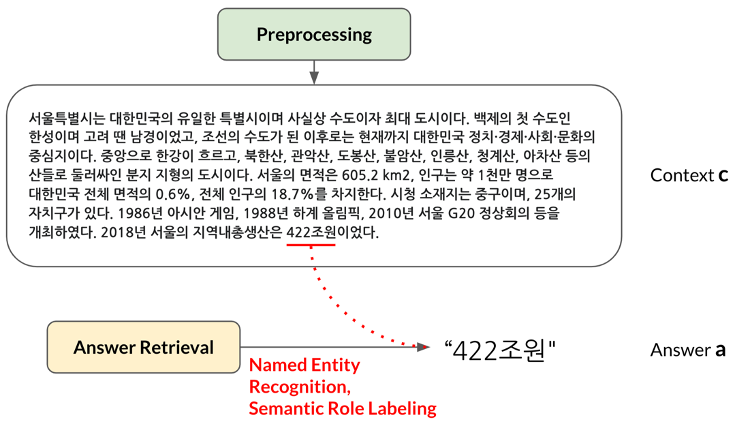 Preprocessing
서울특별시는 대한민국의 유일한 특별시이며 사실상 수도이자 최대 도시이다. 백제의 첫 수도인
한성이며 고려 땐 남경이었고, 조선의 수도가 된 이후로는 현재까지 대한민국 정치·경제·사회·문화의
중심지이다. 중앙으로 한강이 흐르고, 북한산, 관악산, 도봉산, 불암산, 인릉산, 청계산, 아차산 등의
산들로 둘러싸인 분지 지형의 도시이다. 서울의 면적은 605.2 km2, 인구는 약 1천만 명으로
대한민국 전체 면적의 0.6%, 전체 인구의 18.7%를 차지한다. 시청 소재지는 중구이며, 25개의
자치구가 있다. 1986년 아시안 게임, 1988년 하계 올림픽, 2010년 서울 G20 정상회의 등을
개최하였다. 2018년 서울의 지역내총생산은 422조원이었다.
Context c
Answer Retrieval
"422조원"
Answer a
Named Entity
Recognition,
Semantic Role Labeling